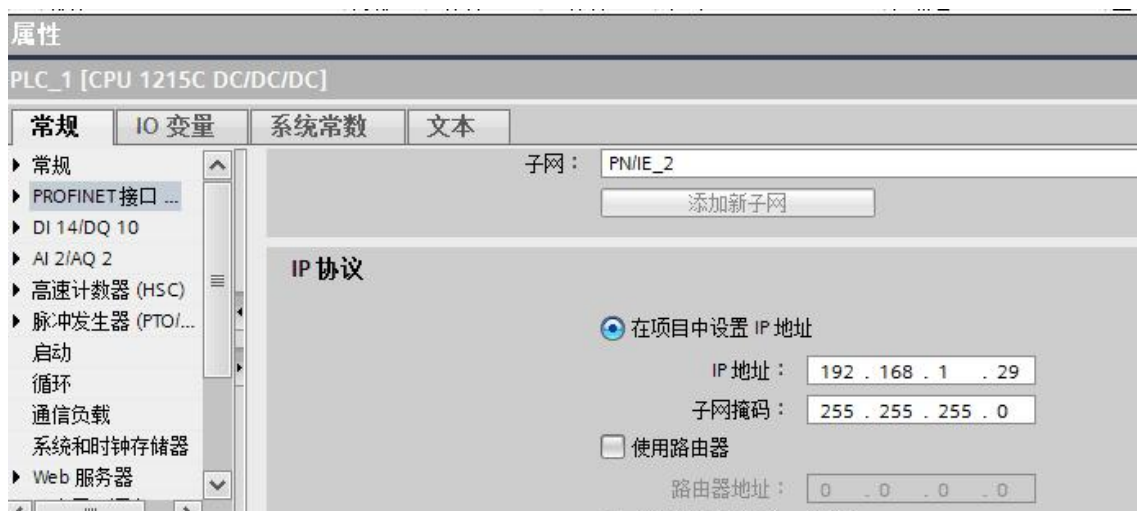 属性
PLC_1 [CPU 1215C DC/DC/DC]
常规 IO 变量 系统常数 文本
常规
PROFINET接口 ...
DI 14/DQ 10
AI 2/AQ 2
高速计数器 (HSC)
脉冲发生器 (PTO/...
启动
循环
通信负载
系统和时钟存储器
Web 服务器
子网： PN/IE_2
添加新子网
IP 协议
在项目中设置 IP 地址
IP 地址： 192 . 168 . 1 . 29
子网掩码： 255 . 255 . 255 . 0
使用路由器
路由器地址： 0 . 0 . 0 . 0